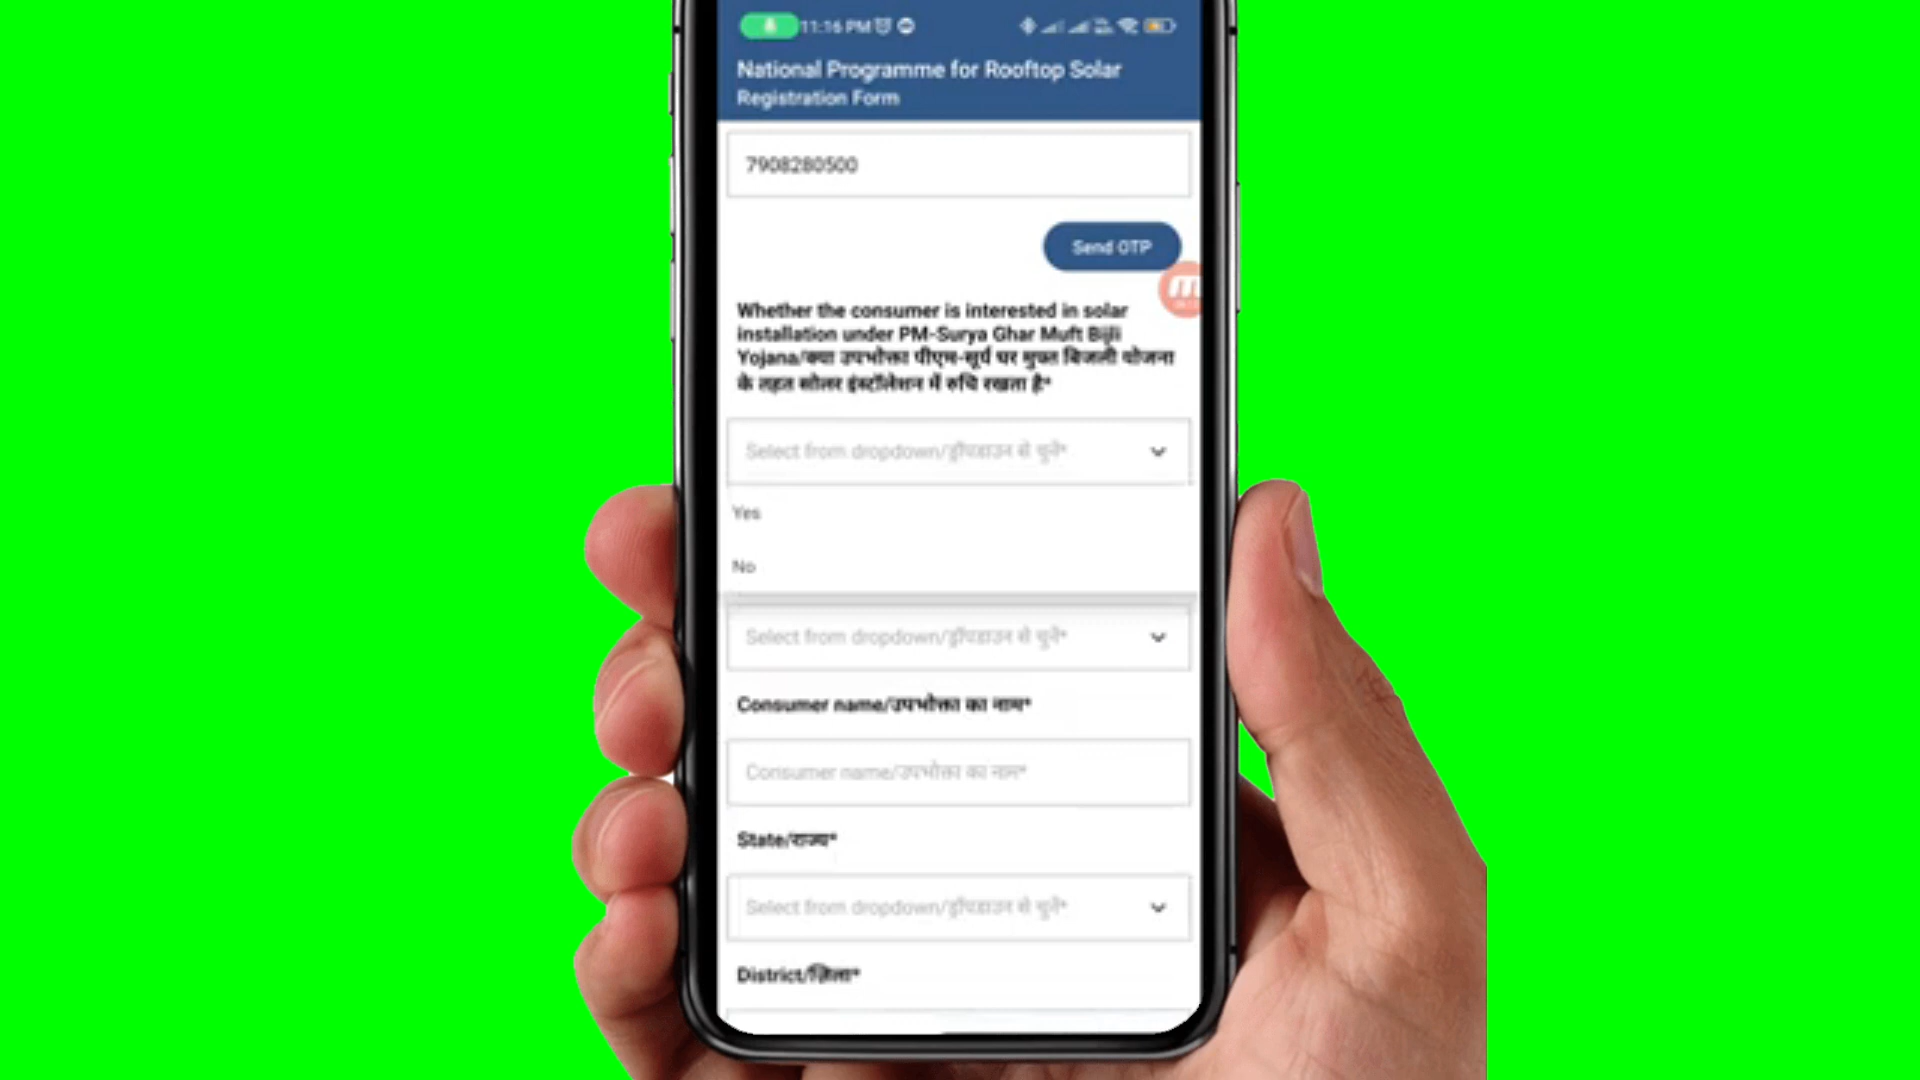 11:16 PM
National Programme for Rooftop Solar
Registration Form
7908280500
Send OTP
Whether the consumer is interested in solar
installation under PM-Surya Ghar Muft Bijli
Yojana/क्या उपभोक्ता पीएम-सूर्य घर मुफ्त बिजली योजना
के तहत सोलर इंस्टॉलेशन में रुचि रखता है*
Select from dropdown/ड्रॉपडाउन से चुनें*
Yes
No
Select from dropdown/ड्रॉपडाउन से चुनें*
Consumer name/उपभोक्ता का नाम*
Consumer name/उपभोक्ता का नाम*
State/राज्य*
Select from dropdown/ड्रॉपडाउन से चुनें*
District/ज़िला*